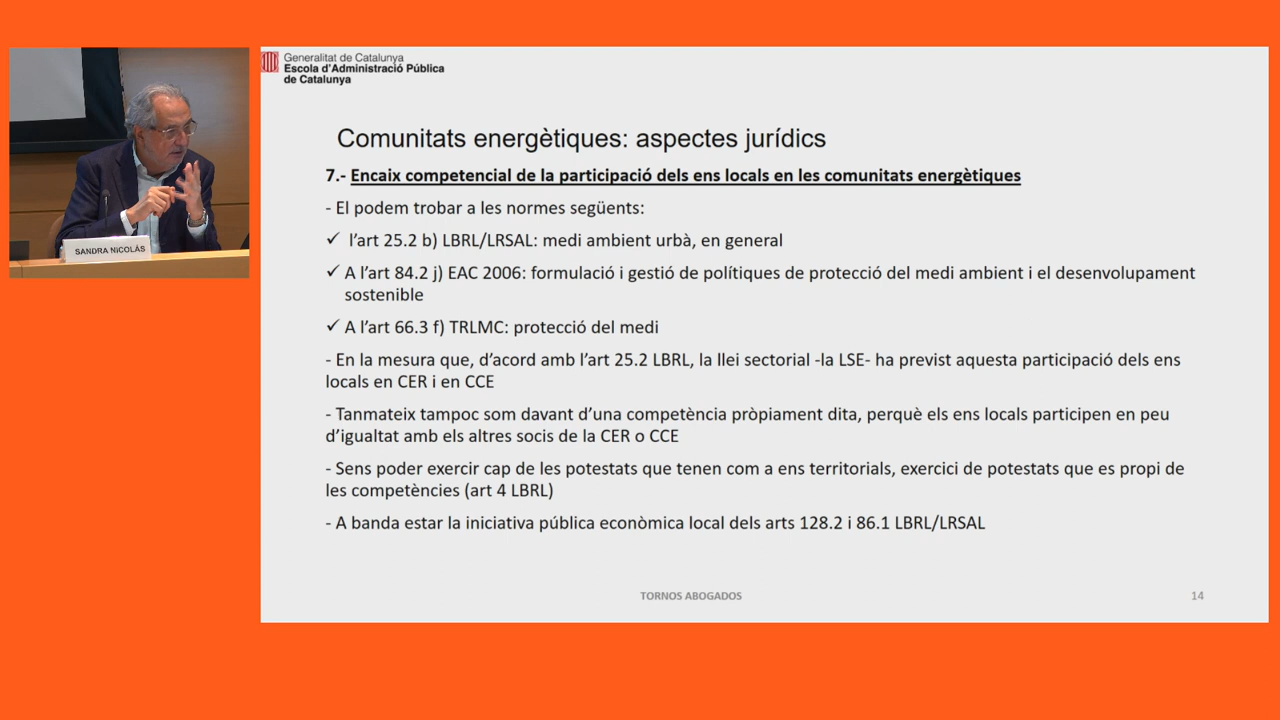 Generalitat de Catalunya
Escola d'Administració Pública
de Catalunya
SANDRA NiCOLÁS
Comunitats energètiques: aspectes jurídics
7.- Encaix competencial de la participació dels ens locals en les comunitats energètiques
- El podem trobar a les normes següents:
✓ l'art 25.2 b) LBRL/LRSAL: medi ambient urbà, en general
✓ A l'art 84.2 j) EAC 2006: formulació i gestió de polítiques de protecció del medi ambient i el desenvolupament
sostenible
✓ A l'art 66.3 f) TRLMC: protecció del medi
- En la mesura que, d'acord amb l'art 25.2 LBRL, la llei sectorial -la LSE- ha previst aquesta participació dels ens
locals en CER i en CCE
- Tanmateix tampoc som davant d'una competència pròpiament dita, perquè els ens locals participen en peu
d'igualtat amb els altres socis de la CER o CCE
- Sens poder exercir cap de les potestats que tenen com a ens territorials, exercici de potestats que es propi de
les competències (art 4 LBRL)
- A banda estar la iniciativa pública econòmica local dels arts 128.2 i 86.1 LBRL/LRSAL
TORNOS ABOGADOS
14